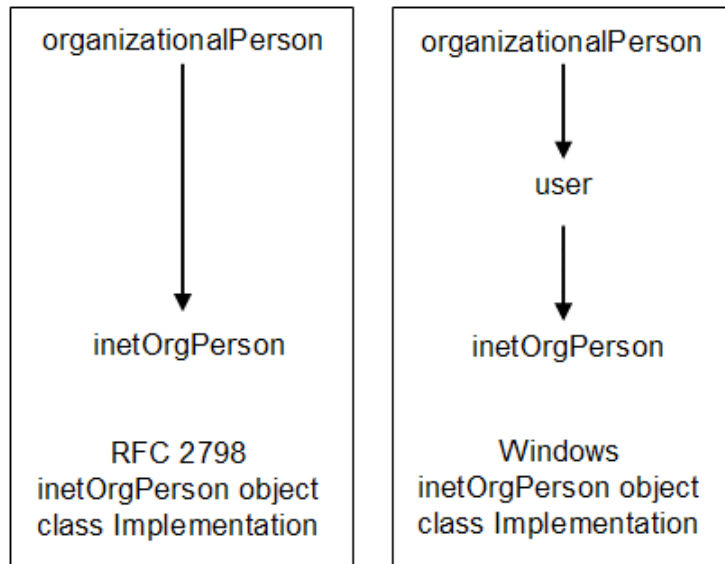 organizationalPerson
inetOrgPerson
RFC 2798
inetOrgPerson object
class Implementation
organizationalPerson
user
inetOrgPerson
Windows
inetOrgPerson object
class Implementation